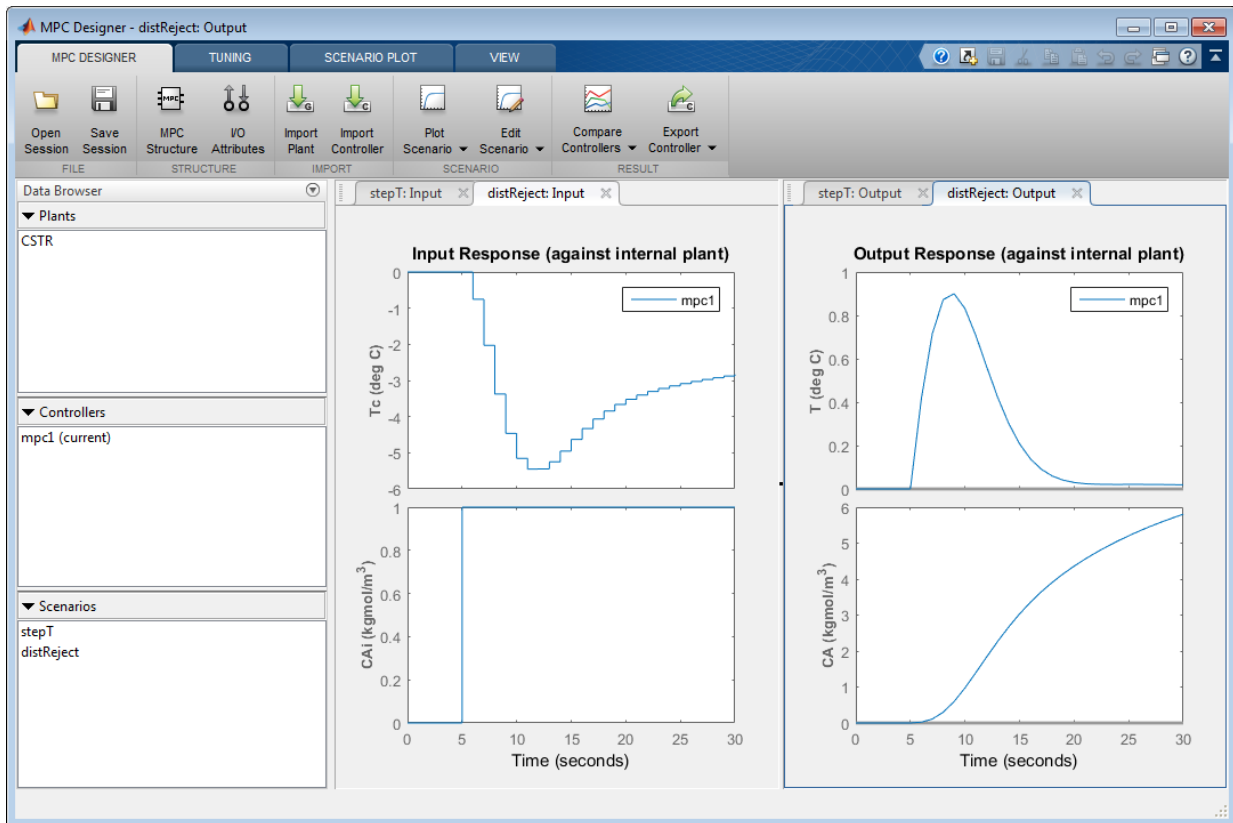 MPC Designer - distReject: Output
MPC DESIGNER TUNING SCENARIO PLOT VIEW
Open Session
Save Session
MPC Structure
I/O Attributes
Import Plant
Import Controller
Plot Scenario
Edit Scenario
Compare Controllers
Export Controller
FILE STRUCTURE IMPORT SCENARIO RESULT
Data Browser
Plants
CSTR
Controllers
mpc1 (current)
Scenarios
stepT
distReject
stepT: Input distReject: Input
Input Response (against internal plant)
mpc1
Tc (deg C)
0
-1
-2
-3
-4
-5
-6
CAi (kgmol/m^3)
1
0.8
0.6
0.4
0.2
0
0 5 10 15 20 25 30
Time (seconds)
stepT: Output distReject: Output
Output Response (against internal plant)
mpc1
T (deg C)
1
0.8
0.6
0.4
0.2
0
CA (kgmol/m^3)
6
5
4
3
2
1
0
0 5 10 15 20 25 30
Time (seconds)